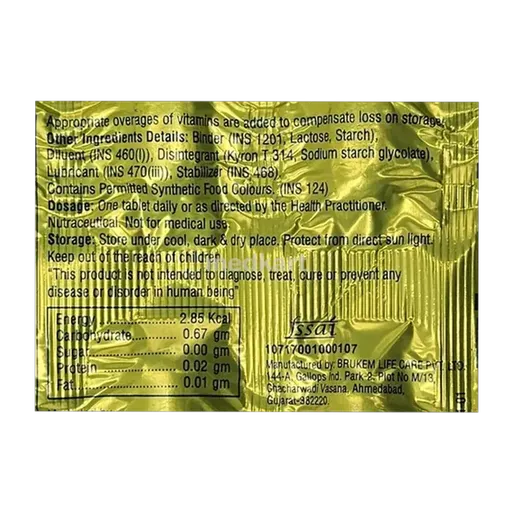 Appropriate overages of vitamins are added to compensate loss on storage.
Other Ingredients Details: Binder (INS 1201, Lactose, Starch),
Diluent (INS 460(i)), Disintegrant (Kyron T 314, Sodium starch glycolate),
Lubricant (INS 470(iii)), Stabilizer (INS 468).
Contains Permitted Synthetic Food Colours. (INS 124)
Dosage: One tablet daily or as directed by the Health Practitioner.
Nutraceutical. Not for medical use.
Storage: Store under cool, dark & dry place. Protect from direct sun light.
Keep out of the reach of children.
"This product is not intended to diagnose, treat, cure or prevent any
disease or disorder in human being"
Energy 2.85 Kcal
Carbohydrate 0.67 gm
Sugar 0.00 gm
Protein 0.02 gm
Fat 0.01 gm
fssai
10717001000107
Manufactured by: BRUKEM LIFE CARE PVT. LTD.
144-A, Gallops Ind. Park-2, Plot No M/13,
Chacharwadi Vasana, Ahmedabad,
Gujarat-382220.